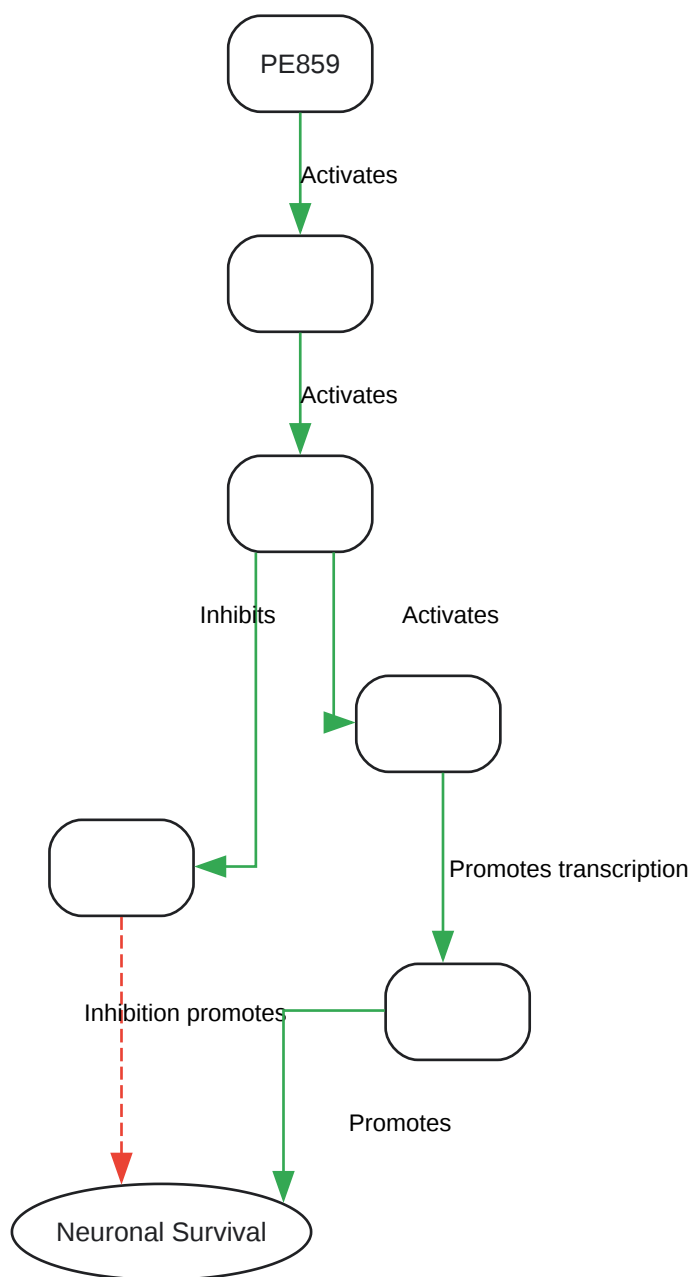 PE859
Activates
Activates
Inhibits
Activates
Promotes transcription
Inhibition promotes
Promotes
Neuronal Survival